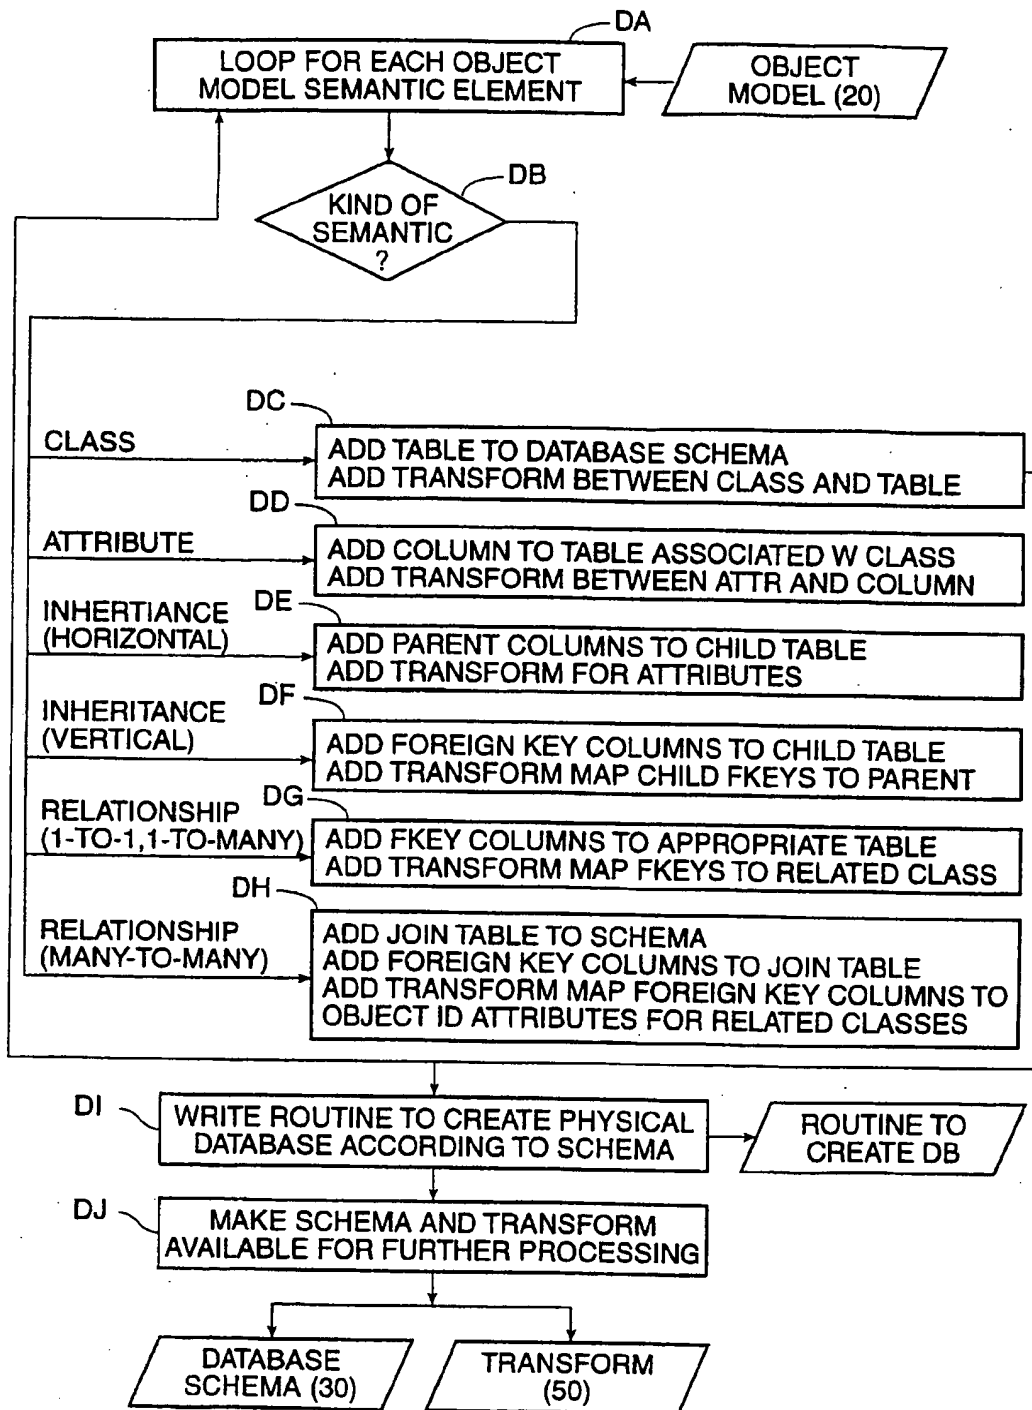 DA
LOOP FOR EACH OBJECT
MODEL SEMANTIC ELEMENT
OBJECT
MODEL (20)
DB
KIND OF
SEMANTIC
?
DC
CLASS
ADD TABLE TO DATABASE SCHEMA
ADD TRANSFORM BETWEEN CLASS AND TABLE
DD
ATTRIBUTE
ADD COLUMN TO TABLE ASSOCIATED W CLASS
ADD TRANSFORM BETWEEN ATTR AND COLUMN
DE
INHERTIANCE
(HORIZONTAL)
ADD PARENT COLUMNS TO CHILD TABLE
ADD TRANSFORM FOR ATTRIBUTES
DF
INHERITANCE
(VERTICAL)
ADD FOREIGN KEY COLUMNS TO CHILD TABLE
ADD TRANSFORM MAP CHILD FKEYS TO PARENT
DG
RELATIONSHIP
(1-TO-1,1-TO-MANY)
ADD FKEY COLUMNS TO APPROPRIATE TABLE
ADD TRANSFORM MAP FKEYS TO RELATED CLASS
DH
RELATIONSHIP
(MANY-TO-MANY)
ADD JOIN TABLE TO SCHEMA
ADD FOREIGN KEY COLUMNS TO JOIN TABLE
ADD TRANSFORM MAP FOREIGN KEY COLUMNS TO
OBJECT ID ATTRIBUTES FOR RELATED CLASSES
DI
WRITE ROUTINE TO CREATE PHYSICAL
DATABASE ACCORDING TO SCHEMA
ROUTINE TO
CREATE DB
DJ
MAKE SCHEMA AND TRANSFORM
AVAILABLE FOR FURTHER PROCESSING
DATABASE
SCHEMA (30)
TRANSFORM
(50)